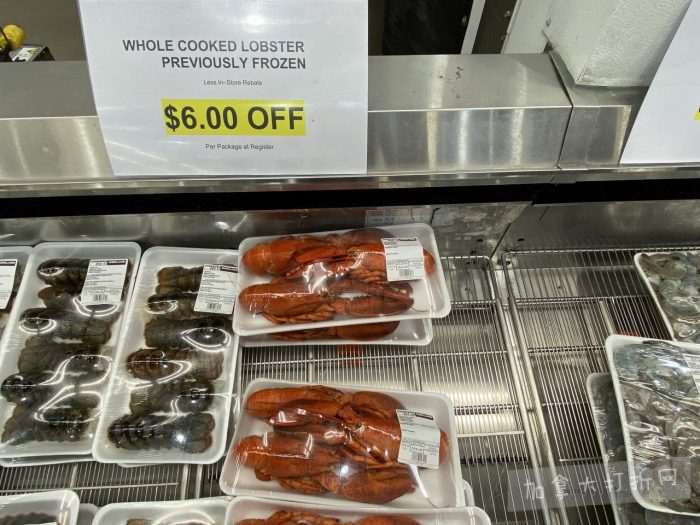 WHOLE COOKED LOBSTER
PREVIOUSLY FROZEN
Less In-Store Rebate
$6.00 OFF
Per Package at Register
加拿大打折网